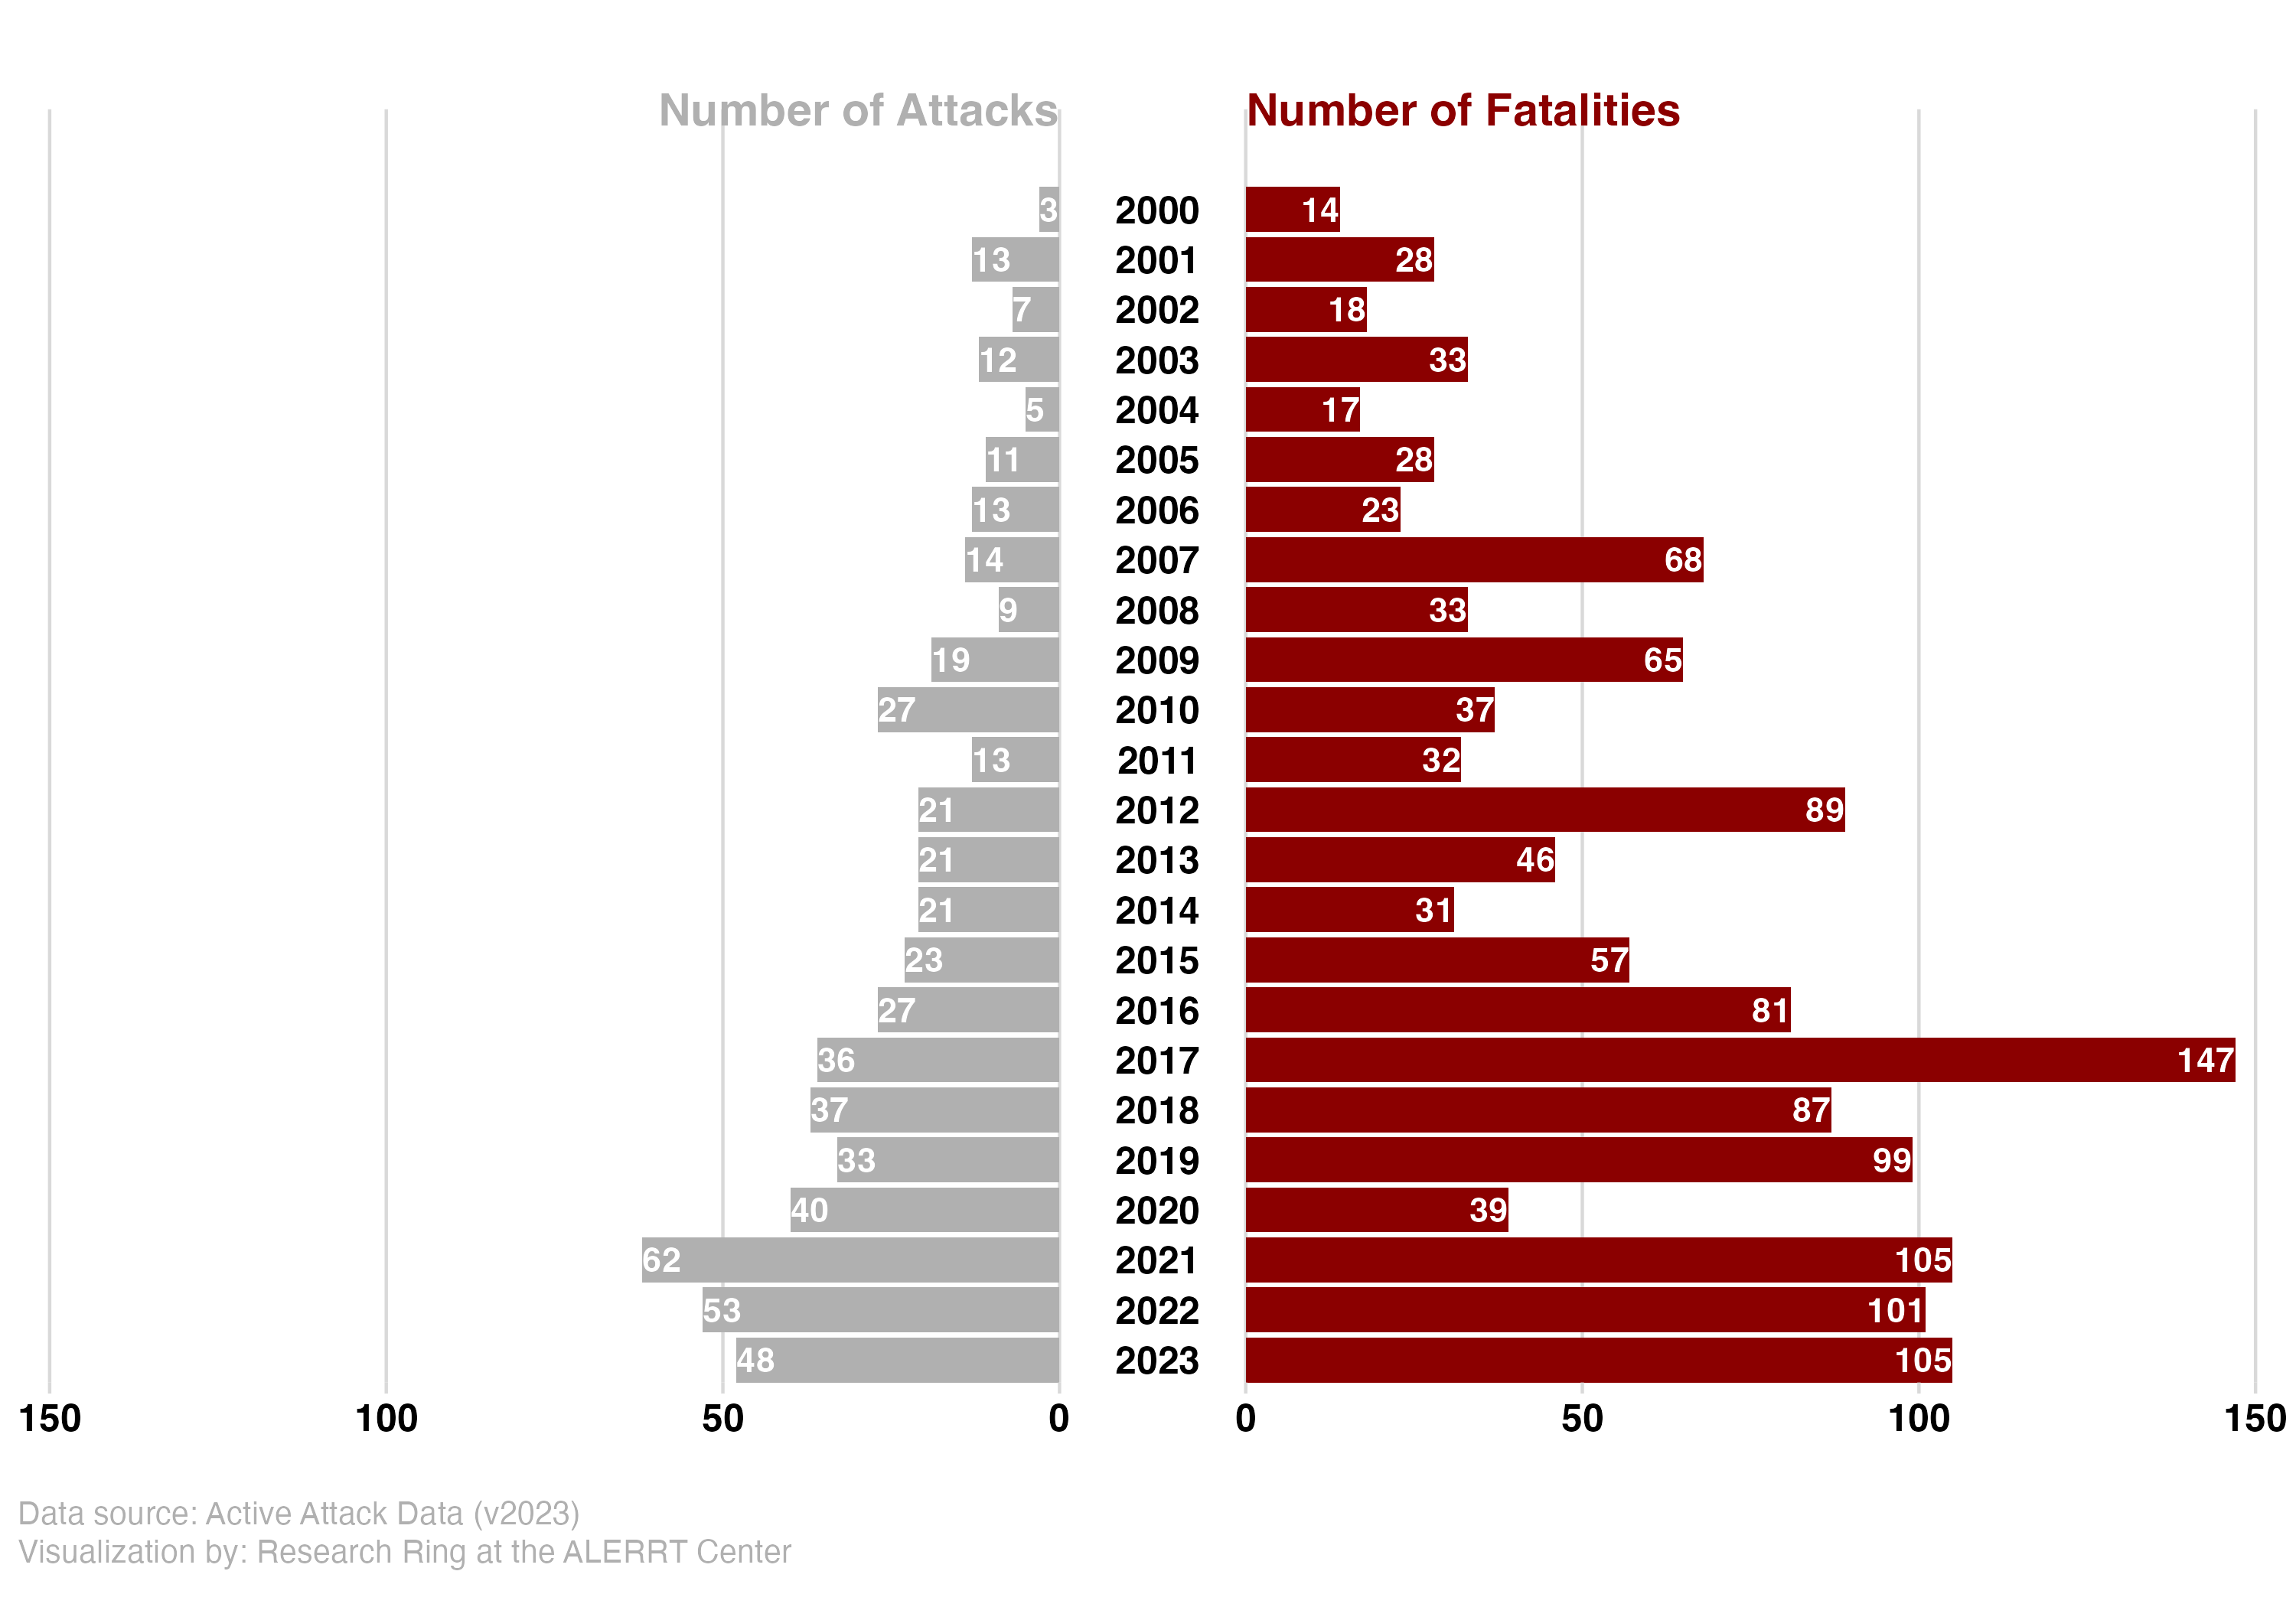 Number of Attacks Number of Fatalities
3 2000 14
13 2001 28
7 2002 18
12 2003 33
5 2004 17
11 2005 28
13 2006 23
14 2007 68
9 2008 33
19 2009 65
27 2010 37
13 2011 32
21 2012 89
21 2013 46
21 2014 31
23 2015 57
27 2016 81
36 2017 147
37 2018 87
33 2019 99
40 2020 39
62 2021 105
53 2022 101
48 2023 105
150 100 50 0 0 50 100 150
Data source: Active Attack Data (v2023)
Visualization by: Research Ring at the ALERRT Center